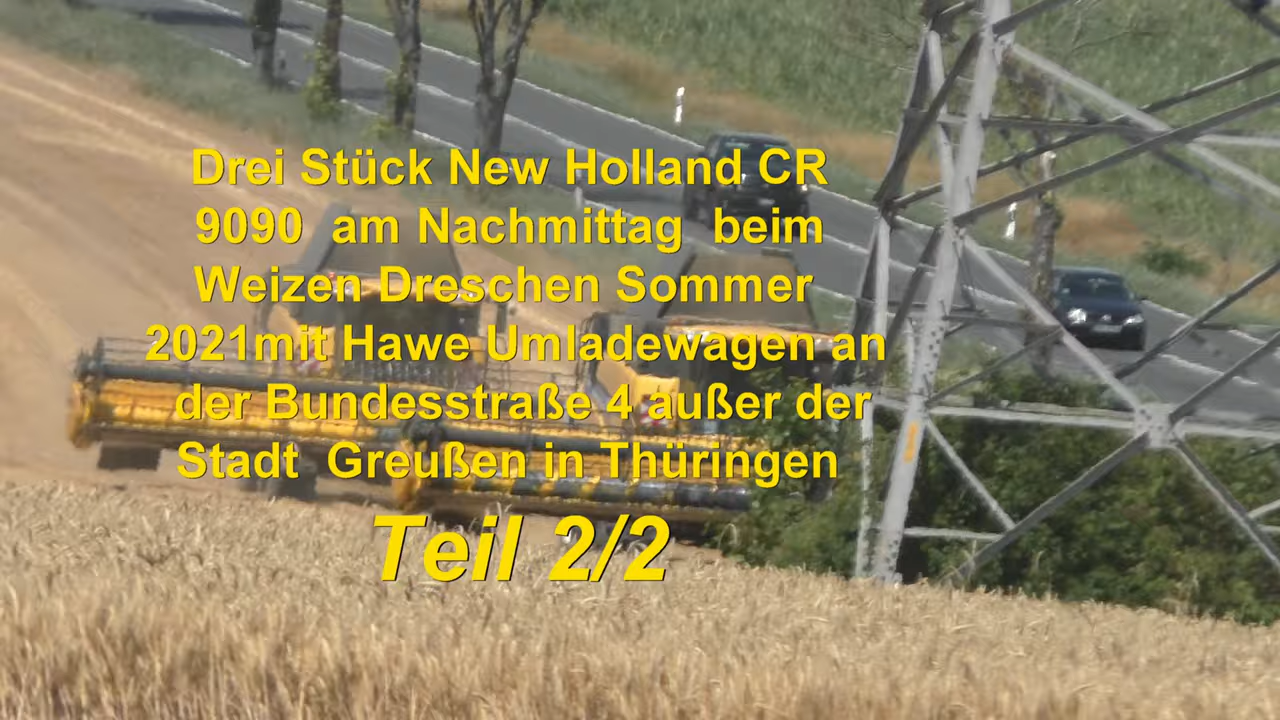 Drei Stück New Holland CR
9090 am Nachmittag beim
Weizen Dreschen Sommer
2021mit Hawe Umladewagen an
der Bundesstraße 4 außer der
Stadt Greußen in Thüringen
Teil 2/2